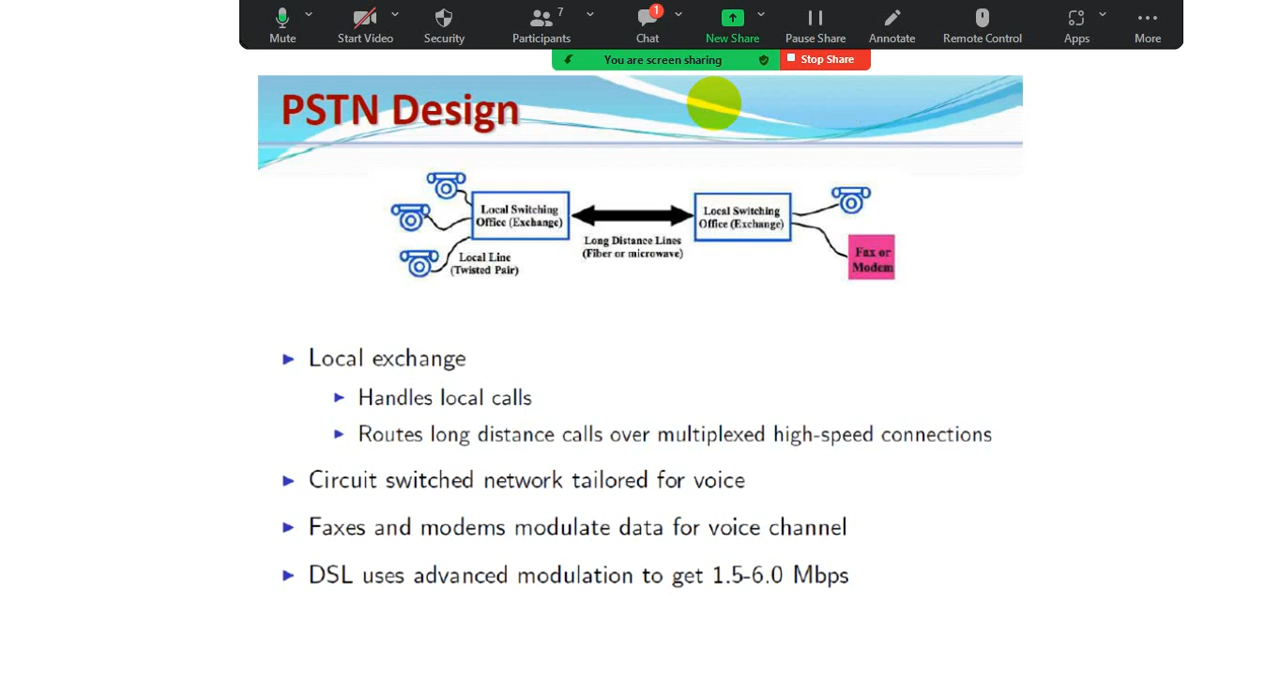 7
1
Mute
Start Video
Security
Participants
Chat
New Share
Pause Share
Annotate
Remote Control
Apps
More
You are screen sharing
Stop Share
PSTN Design
Local Switching
Office (Exchange)
Local Switching
Office (Exchange)
Long Distance Lines
(Fiber or microwave)
Local Line
(Twisted Pair)
Fax or
Modem
Local exchange
Handles local calls
Routes long distance calls over multiplexed high-speed connections
Circuit switched network tailored for voice
Faxes and modems modulate data for voice channel
DSL uses advanced modulation to get 1.5-6.0 Mbps